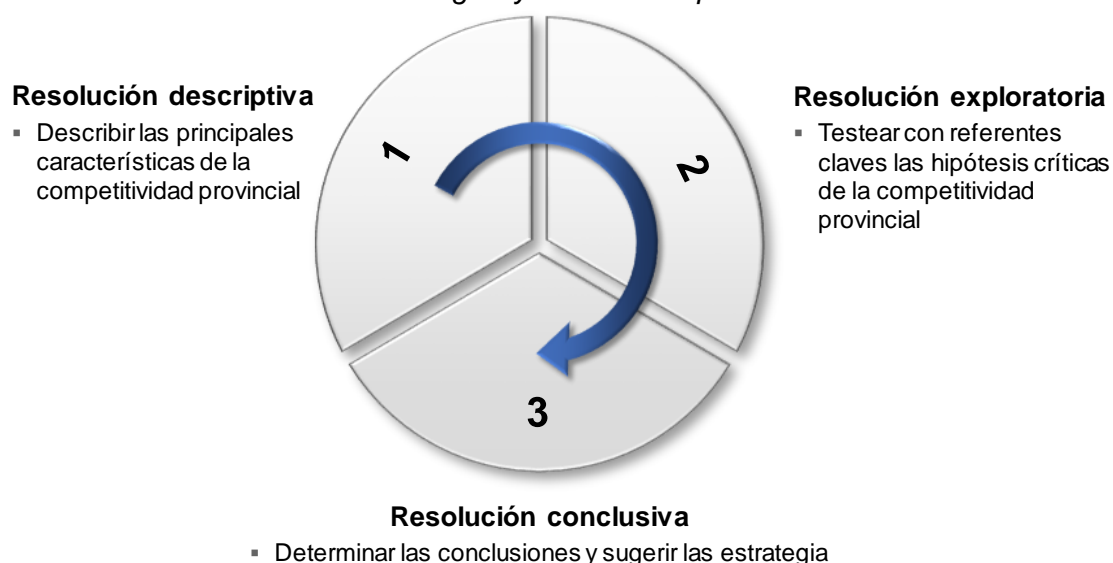 Resolución descriptiva
▪ Describir las principales
características de la
competitividad provincial
1
2
Resolución exploratoria
▪ Testear con referentes
claves las hipótesis críticas
de la competitividad
provincial
3
Resolución conclusiva
▪ Determinar las conclusiones y sugerir las estrategia